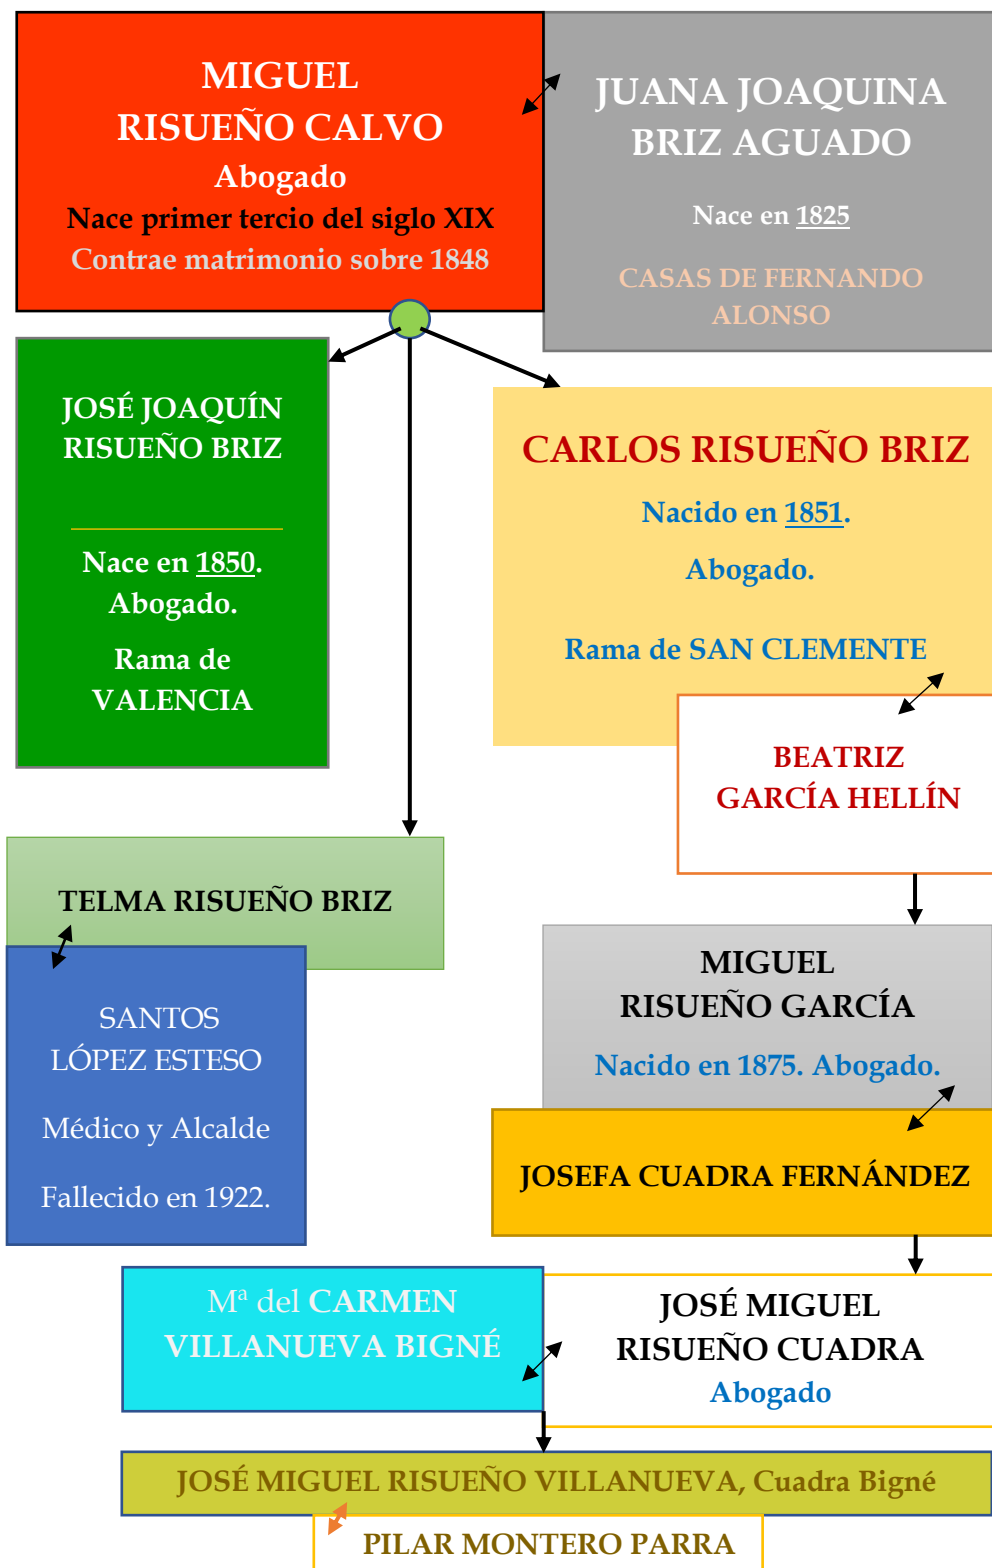 MIGUEL
RISUEÑO CALVO
Abogado
Nace primer tercio del siglo XIX
Contrae matrimonio sobre 1848
JUANA JOAQUINA
BRIZ AGUADO
Nace en 1825
CASAS DE FERNANDO
ALONSO
JOSÉ JOAQUÍN
RISUEÑO BRIZ
Nace en 1850.
Abogado.
Rama de
VALENCIA
CARLOS RISUEÑO BRIZ
Nacido en 1851.
Abogado.
Rama de SAN CLEMENTE
BEATRIZ
GARCÍA HELLÍN
TELMA RISUEÑO BRIZ
SANTOS
LÓPEZ ESTESO
Médico y Alcalde
Fallecido en 1922.
MIGUEL
RISUEÑO GARCÍA
Nacido en 1875. Abogado.
JOSEFA CUADRA FERNÁNDEZ
Mª del CARMEN
VILLANUEVA BIGNÉ
JOSÉ MIGUEL
RISUEÑO CUADRA
Abogado
JOSÉ MIGUEL RISUEÑO VILLANUEVA, Cuadra Bigné
PILAR MONTERO PARRA